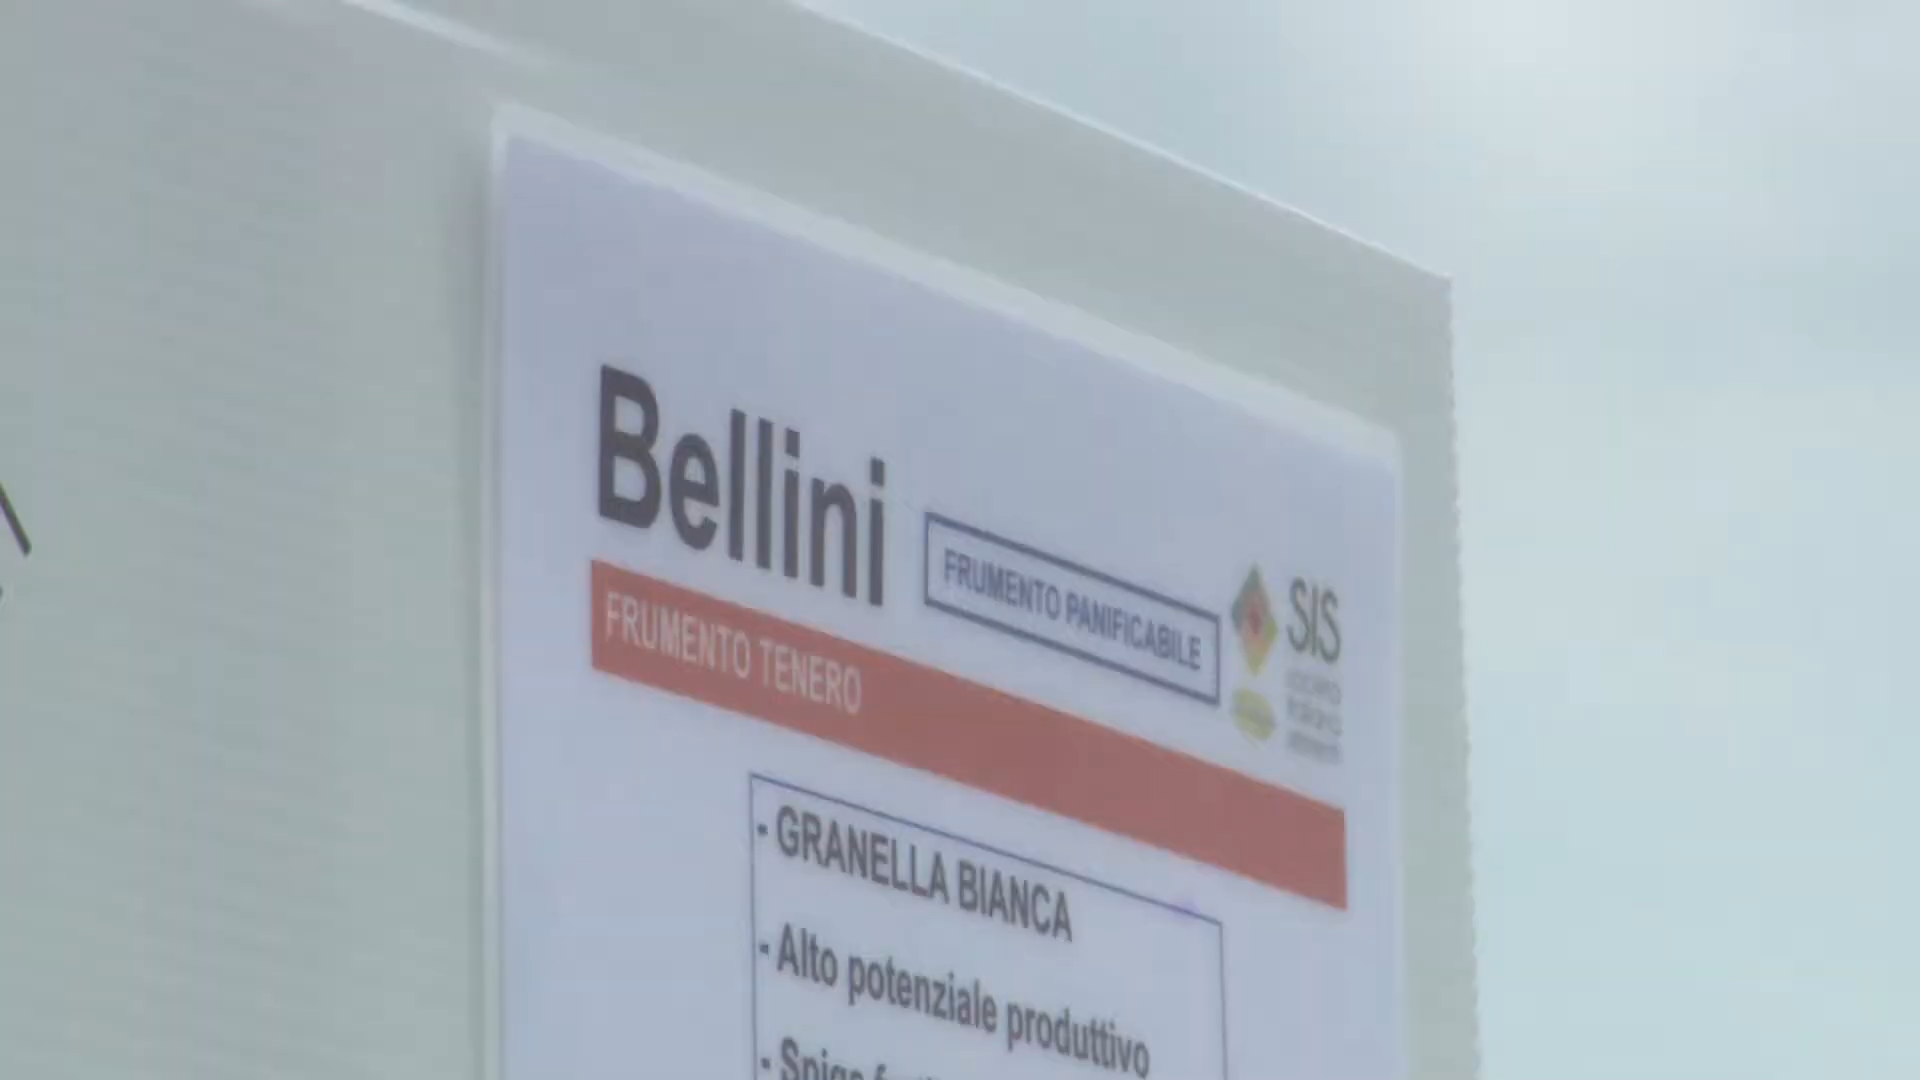 Bellini
FRUMENTO PANIFICABILE
SIS
FRUMENTO TENERO
- GRANELLA BIANCA
- Alto potenziale produttivo
- Spiga